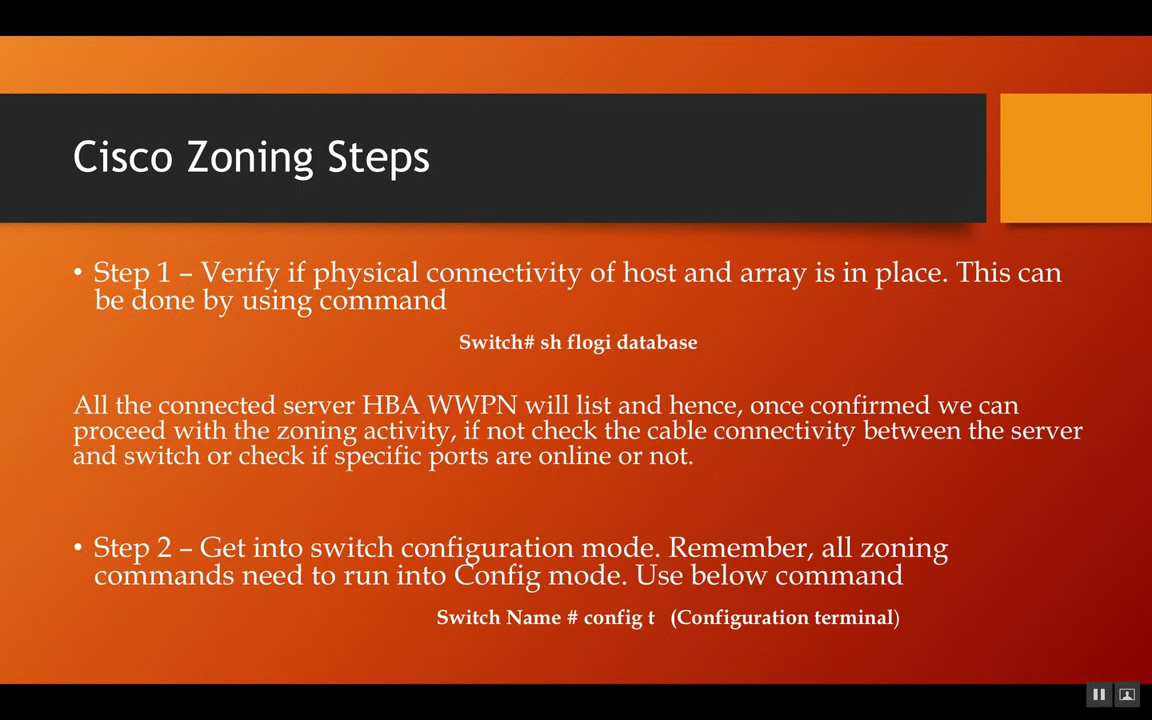 Cisco Zoning Steps
• Step 1 – Verify if physical connectivity of host and array is in place. This can
be done by using command
Switch# sh flogi database
All the connected server HBA WWPN will list and hence, once confirmed we can
proceed with the zoning activity, if not check the cable connectivity between the server
and switch or check if specific ports are online or not.
• Step 2 – Get into switch configuration mode. Remember, all zoning
commands need to run into Config mode. Use below command
Switch Name # config t (Configuration terminal)